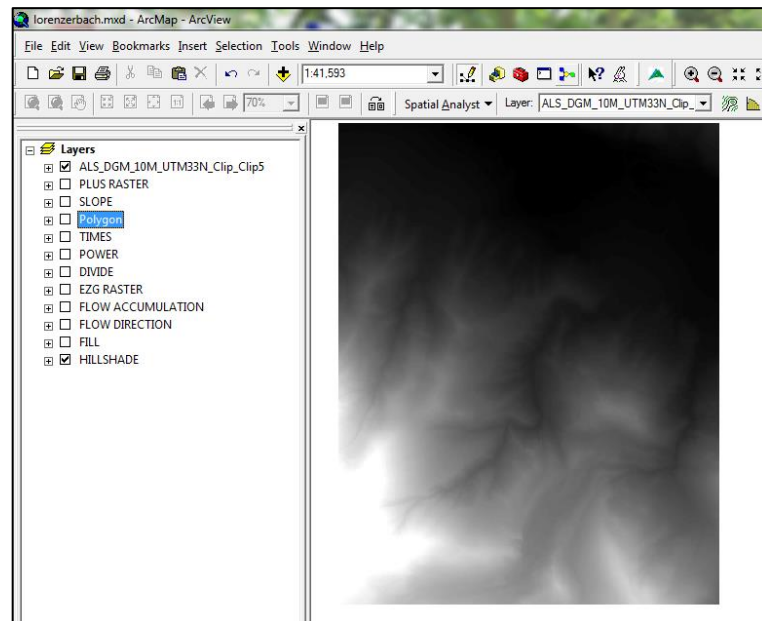 lorenzerbach.mxd - ArcMap - ArcView
File Edit View Bookmarks Insert Selection Tools Window Help
1:41.593
70% Spatial Analyst Layer: ALS_DGM_10M_UTM33N_Clip_
Layers
ALS_DGM_10M_UTM33N_Clip_Clip5
PLUS RASTER
SLOPE
Polygon
TIMES
POWER
DIVIDE
EZG RASTER
FLOW ACCUMULATION
FLOW DIRECTION
FILL
HILLSHADE